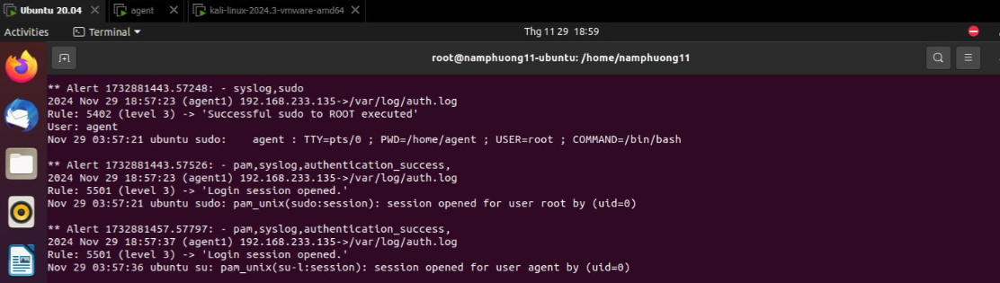 Ubuntu 20.04
agent
kali-linux-2024.3-vmware-amd64
Activities
Terminal
Thg 11 29 18:59
root@namphuong11-ubuntu: /home/namphuong11
** Alert 1732881443.57248: - syslog,sudo
2024 Nov 29 18:57:23 (agent1) 192.168.233.135->/var/log/auth.log
Rule: 5402 (level 3) -> 'Successful sudo to ROOT executed'
User: agent
Nov 29 03:57:21 ubuntu sudo:    agent : TTY=pts/0 ; PWD=/home/agent ; USER=root ; COMMAND=/bin/bash
** Alert 1732881443.57526: - pam,syslog,authentication_success,
2024 Nov 29 18:57:23 (agent1) 192.168.233.135->/var/log/auth.log
Rule: 5501 (level 3) -> 'Login session opened.'
Nov 29 03:57:21 ubuntu sudo: pam_unix(sudo:session): session opened for user root by (uid=0)
** Alert 1732881457.57797: - pam,syslog,authentication_success,
2024 Nov 29 18:57:37 (agent1) 192.168.233.135->/var/log/auth.log
Rule: 5501 (level 3) -> 'Login session opened.'
Nov 29 03:57:36 ubuntu su: pam_unix(su-l:session): session opened for user agent by (uid=0)